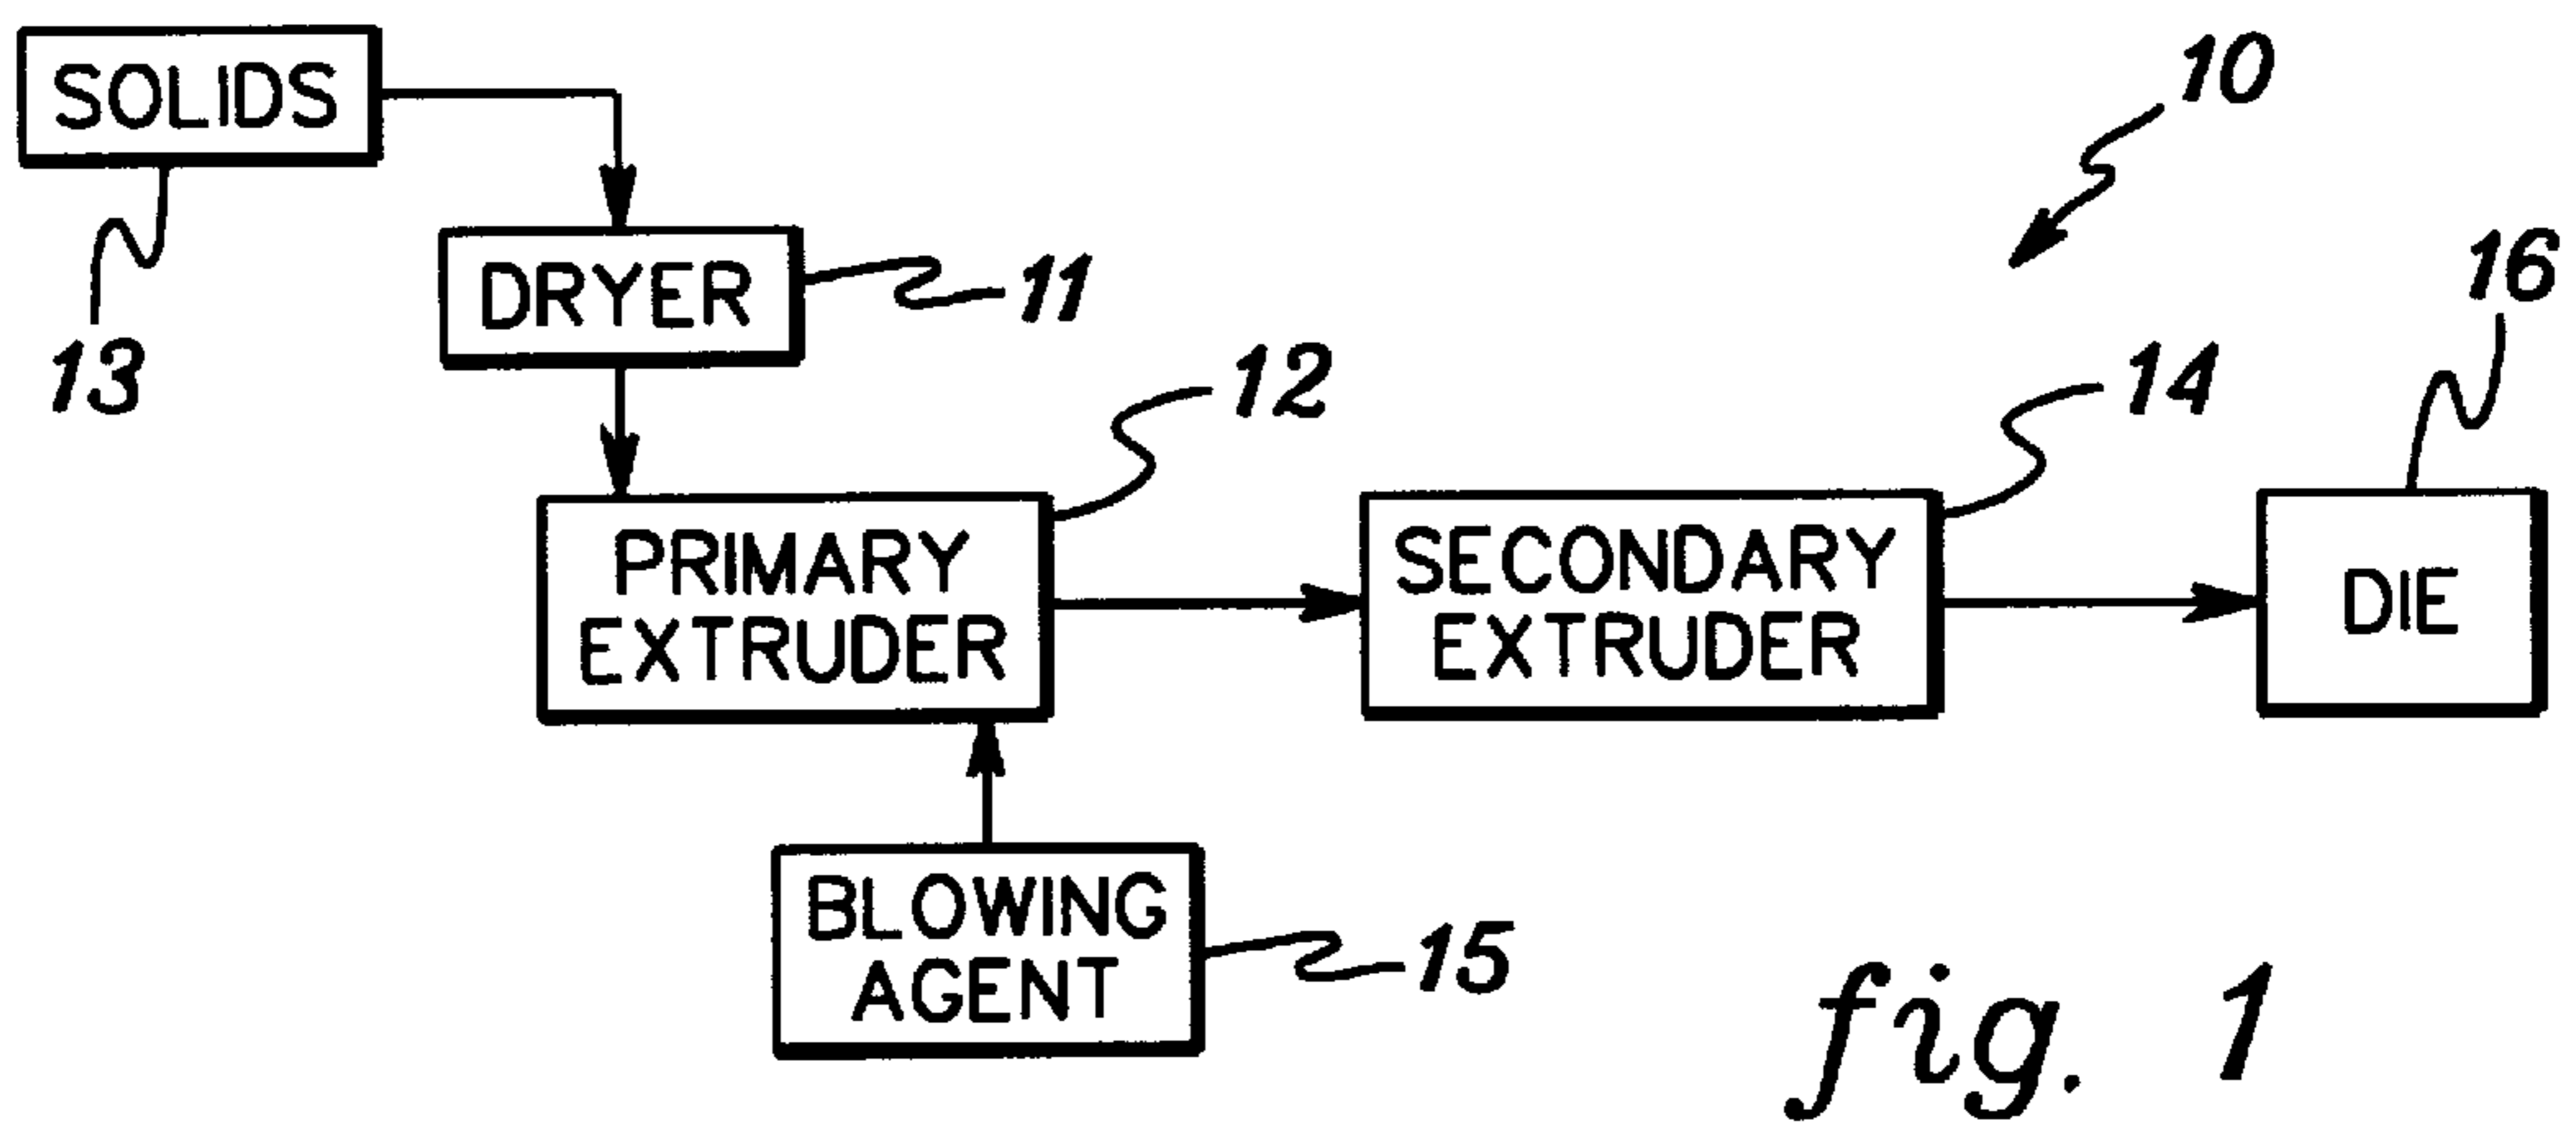 SOLIDS
10
DRYER
11
16
13
12
14
PRIMARY
EXTRUDER
SECONDARY
EXTRUDER
DIE
BLOWING
AGENT
15
fig. 1